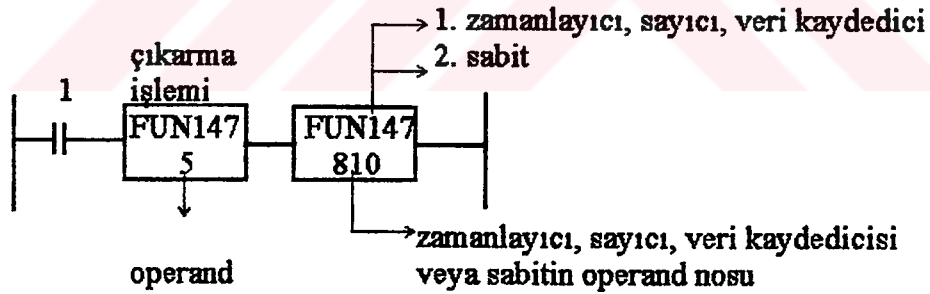 1. zamanlayıcı, sayıcı, veri kaydedici
2. sabit
çıkarma
işlemi
1
FUN147
5
FUN147
810
operand
zamanlayıcı, sayıcı, veri kaydedicisi
veya sabitin operand nosu